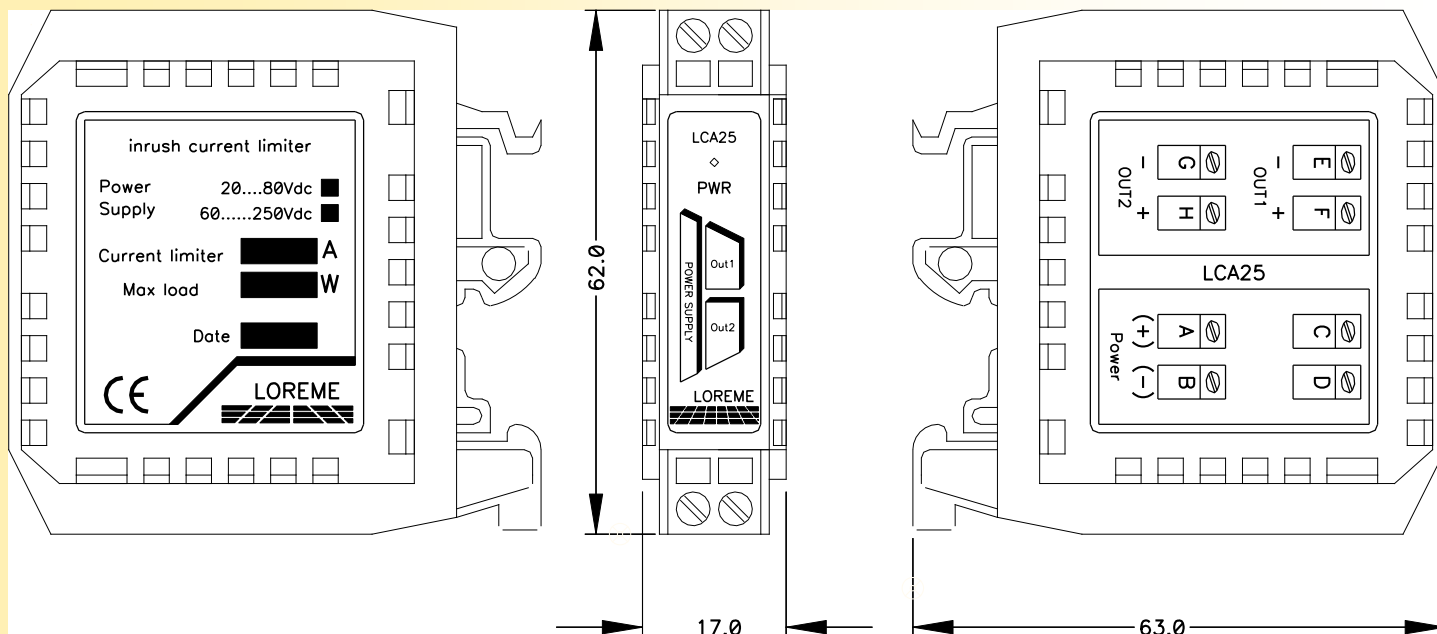 inrush current limiter
Power Supply
20....80Vdc
60......250Vdc
Current limiter A
Max load W
Date
CE
LOREME
62.0
LCA25
PWR
POWER SUPPLY
Out1
Out2
LOREME
17.0
- G
OUT2
+ H
- E
OUT1
+ F
LCA25
(+) A
Power
(-) B
C
D
63.0